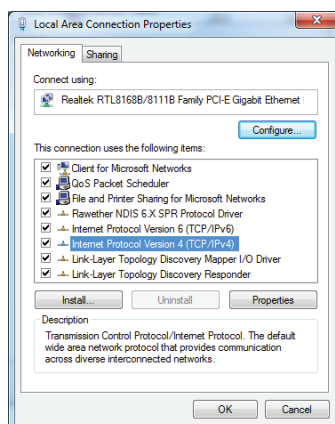 Local Area Connection Properties
Networking Sharing
Connect using:
Realtek RTL8168B/8111B Family PCI-E Gigabit Ethernet
Configure...
This connection uses the following items:
Client for Microsoft Networks
QoS Packet Scheduler
File and Printer Sharing for Microsoft Networks
Rawether NDIS 6.X SPR Protocol Driver
Internet Protocol Version 6 (TCP/IPv6)
Internet Protocol Version 4 (TCP/IPv4)
Link-Layer Topology Discovery Mapper I/O Driver
Link-Layer Topology Discovery Responder
Install... Uninstall Properties
Description
Transmission Control Protocol/Internet Protocol. The default
wide area network protocol that provides communication
across diverse interconnected networks.
OK Cancel